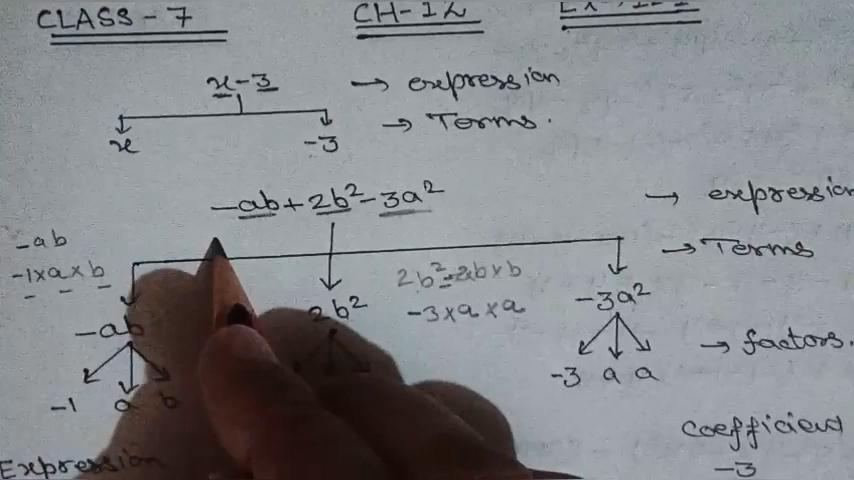 CLASS - 7 CH-12
x-3 → expression
x -3 → Terms.
-ab+2b²-3a² → expression
-ab → Terms
-1×a×b 2b²=2b×b
-ab 2b² -3×a×a -3a²
→ factors.
-1 a b -3 a a
Coefficient
Expression -3